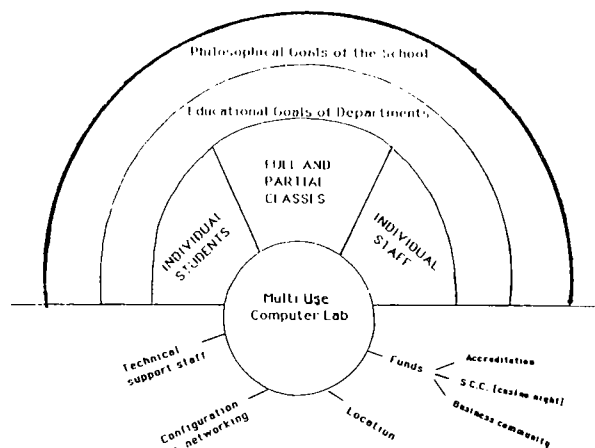 Philosophical Goals of the School
Educational Goals of Departments
FULL AND
PARTIAL
CLASSES
INDIVIDUAL
STUDENTS
INDIVIDUAL
STAFF
Multi Use
Computer Lab
Technical
support staff
Configuration
networking
Location
Funds
Accreditation
S.C.C. [casino night]
Business community